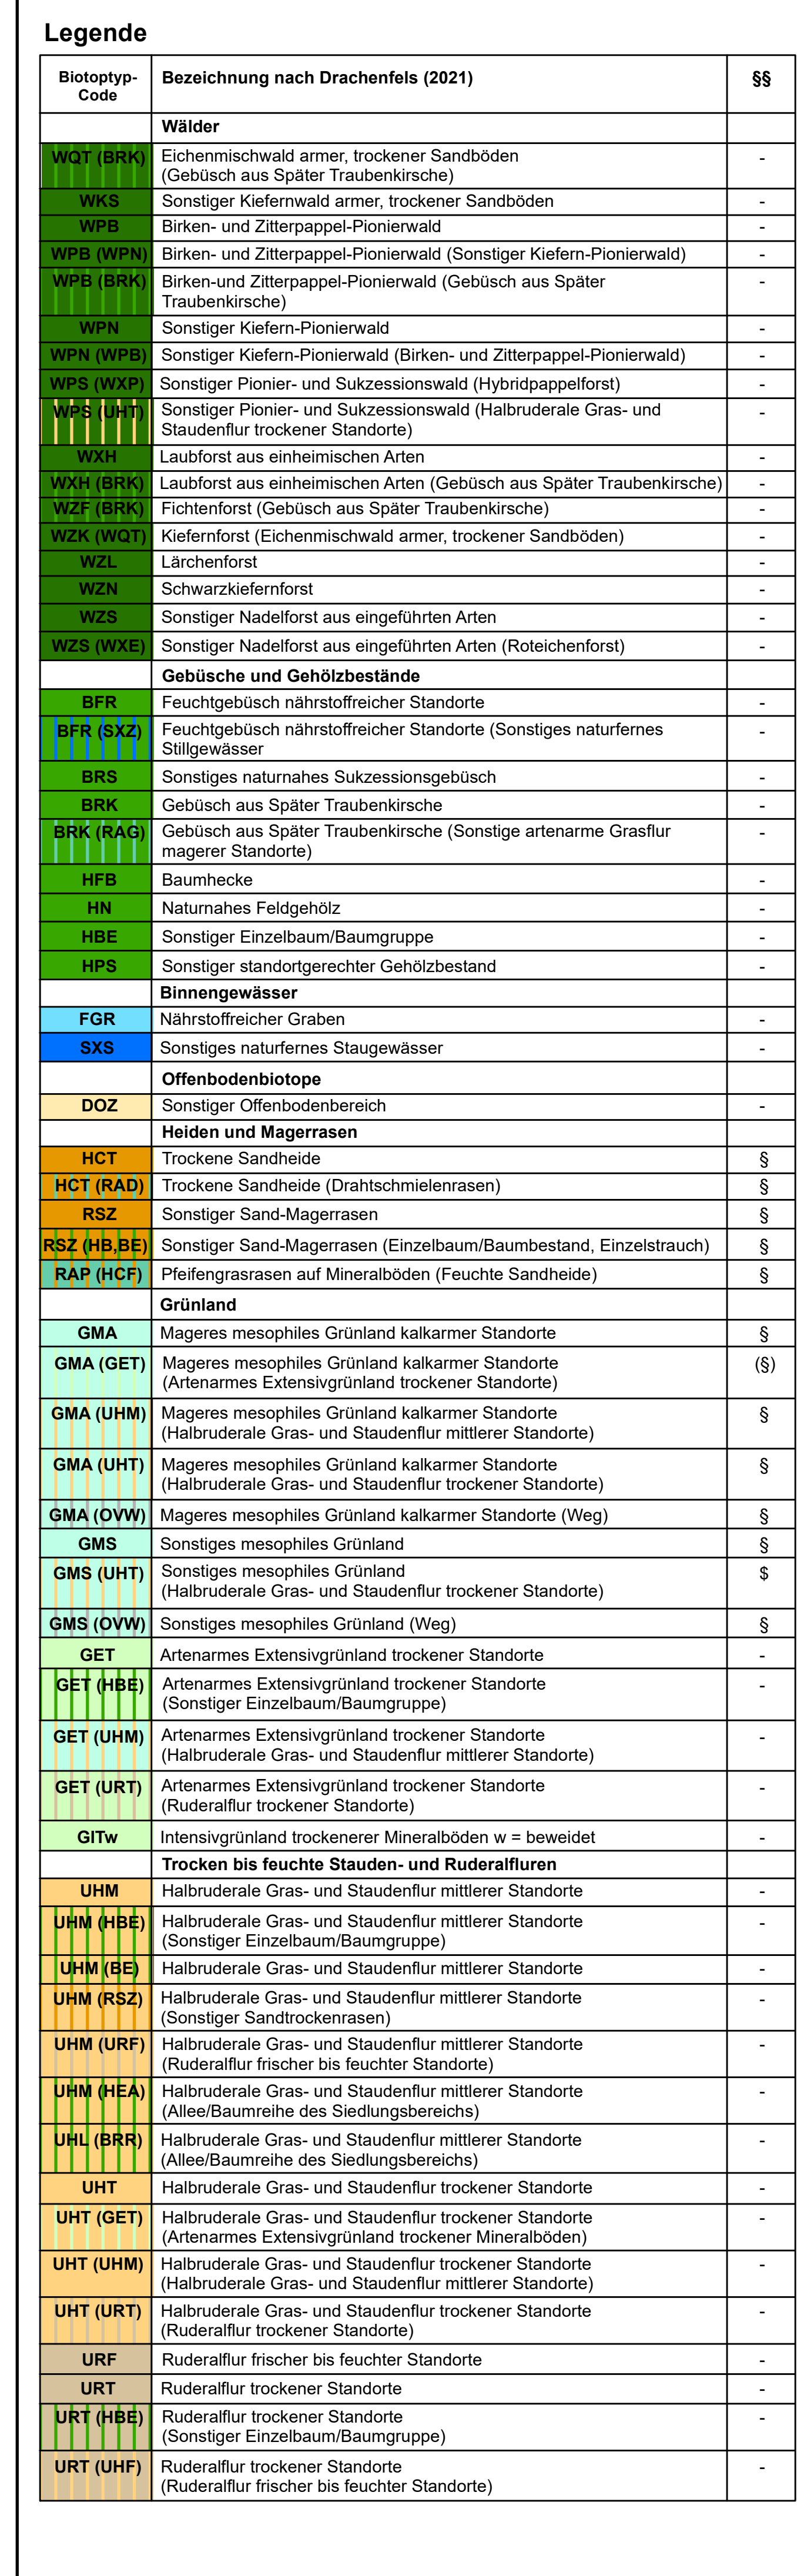 Legende
Biotoptyp-
Code
Bezeichnung nach Drachenfels (2021)
§§
Wälder
WQT (BRK)
Eichenmischwald armer, trockener Sandböden
(Gebüsch aus Später Traubenkirsche)
-
WKS Sonstiger Kiefernwald armer, trockener Sandböden -
WPB Birken- und Zitterpappel-Pionierwald -
WPB (WPN) Birken- und Zitterpappel-Pionierwald (Sonstiger Kiefern-Pionierwald) -
WPB (BRK) Birken-und Zitterpappel-Pionierwald (Gebüsch aus Später -
Traubenkirsche)
WPN Sonstiger Kiefern-Pionierwald -
WPN (WPB) Sonstiger Kiefern-Pionierwald (Birken- und Zitterpappel-Pionierwald) -
WPS (WXP) Sonstiger Pionier- und Sukzessionswald (Hybridpappelforst) -
WPS (UHT) Sonstiger Pionier- und Sukzessionswald (Halbruderale Gras- und -
Staudenflur trockener Standorte)
WXH Laubforst aus einheimischen Arten -
WXH (BRK) Laubforst aus einheimischen Arten (Gebüsch aus Später Traubenkirsche) -
WZF (BRK) Fichtenforst (Gebüsch aus Später Traubenkirsche) -
WZK (WQT) Kiefernforst (Eichenmischwald armer, trockener Sandböden) -
WZL Lärchenforst -
WZN Schwarzkiefernforst -
WZS Sonstiger Nadelforst aus eingeführten Arten -
WZS (WXE) Sonstiger Nadelforst aus eingeführten Arten (Roteichenforst) -
Gebüsche und Gehölzbestände
BFR Feuchtgebüsch nährstoffreicher Standorte -
BFR (SXZ) Feuchtgebüsch nährstoffreicher Standorte (Sonstiges naturfernes -
Stillgewässer
BRS Sonstiges naturnahes Sukzessionsgebüsch -
BRK Gebüsch aus Später Traubenkirsche -
BRK (RAG) Gebüsch aus Später Traubenkirsche (Sonstige artenarme Grasflur -
magerer Standorte)
HFB Baumhecke -
HN Naturnahes Feldgehölz -
HBE Sonstiger Einzelbaum/Baumgruppe -
HPS Sonstiger standortgerechter Gehölzbestand -
Binnengewässer
FGR Nährstoffreicher Graben -
SXS Sonstiges naturfernes Staugewässer -
Offenbodenbiotope
DOZ Sonstiger Offenbodenbereich -
Heiden und Magerrasen
HCT Trockene Sandheide §
HCT (RAD) Trockene Sandheide (Drahtschmielenrasen) §
RSZ Sonstiger Sand-Magerrasen §
RSZ (HB,BE) Sonstiger Sand-Magerrasen (Einzelbaum/Baumbestand, Einzelstrauch) §
RAP (HCF) Pfeifengrasrasen auf Mineralböden (Feuchte Sandheide) §
Grünland
GMA Mageres mesophiles Grünland kalkarmer Standorte §
GMA (GET) Mageres mesophiles Grünland kalkarmer Standorte (§)
(Artenarmes Extensivgrünland trockener Standorte)
GMA (UHM) Mageres mesophiles Grünland kalkarmer Standorte §
(Halbruderale Gras- und Staudenflur mittlerer Standorte)
GMA (UHT) Mageres mesophiles Grünland kalkarmer Standorte §
(Halbruderale Gras- und Staudenflur trockener Standorte)
GMA (OVW) Mageres mesophiles Grünland kalkarmer Standorte (Weg) §
GMS Sonstiges mesophiles Grünland §
GMS (UHT) Sonstiges mesophiles Grünland $
(Halbruderale Gras- und Staudenflur trockener Standorte)
GMS (OVW) Sonstiges mesophiles Grünland (Weg) §
GET Artenarmes Extensivgrünland trockener Standorte -
GET (HBE) Artenarmes Extensivgrünland trockener Standorte -
(Sonstiger Einzelbaum/Baumgruppe)
GET (UHM) Artenarmes Extensivgrünland trockener Standorte -
(Halbruderale Gras- und Staudenflur mittlerer Standorte)
GET (URT) Artenarmes Extensivgrünland trockener Standorte -
(Ruderalflur trockener Standorte)
GITw Intensivgrünland trockenerer Mineralböden w = beweidet -
Trocken bis feuchte Stauden- und Ruderalfluren
UHM Halbruderale Gras- und Staudenflur mittlerer Standorte -
UHM (HBE) Halbruderale Gras- und Staudenflur mittlerer Standorte -
(Sonstiger Einzelbaum/Baumgruppe)
UHM (BE) Halbruderale Gras- und Staudenflur mittlerer Standorte -
UHM (RSZ) Halbruderale Gras- und Staudenflur mittlerer Standorte -
(Sonstiger Sandtrockenrasen)
UHM (URF) Halbruderale Gras- und Staudenflur mittlerer Standorte -
(Ruderalflur frischer bis feuchter Standorte)
UHM (HEA) Halbruderale Gras- und Staudenflur mittlerer Standorte -
(Allee/Baumreihe des Siedlungsbereichs)
UHL (BRR) Halbruderale Gras- und Staudenflur mittlerer Standorte -
(Allee/Baumreihe des Siedlungsbereichs)
UHT Halbruderale Gras- und Staudenflur trockener Standorte -
UHT (GET) Halbruderale Gras- und Staudenflur trockener Standorte -
(Artenarmes Extensivgrünland trockener Mineralböden)
UHT (UHM) Halbruderale Gras- und Staudenflur trockener Standorte -
(Halbruderale Gras- und Staudenflur mittlerer Standorte)
UHT (URT) Halbruderale Gras- und Staudenflur trockener Standorte -
(Ruderalflur trockener Standorte)
URF Ruderalflur frischer bis feuchter Standorte -
URT Ruderalflur trockener Standorte -
URT (HBE) Ruderalflur trockener Standorte -
(Sonstiger Einzelbaum/Baumgruppe)
URT (UHF) Ruderalflur trockener Standorte -
(Ruderalflur frischer bis feuchter Standorte)